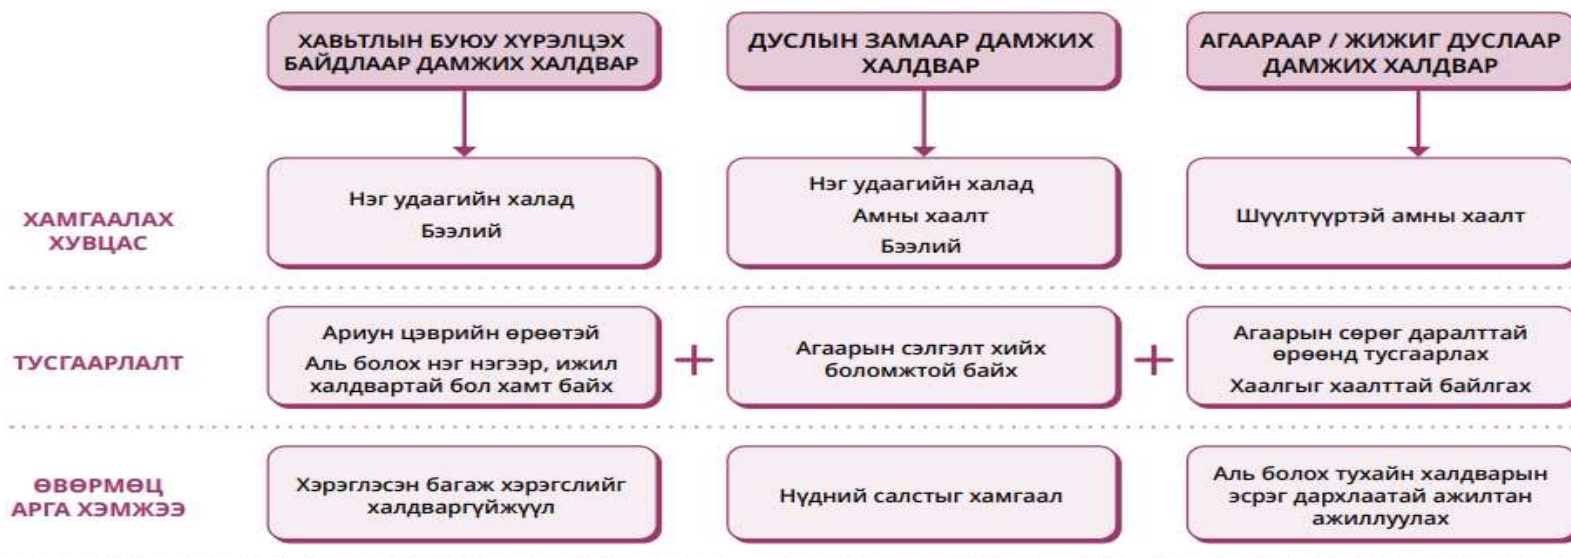 ХАВЬТЛЫН БУЮУ ХҮРЭЛЦЭХ
БАЙДЛААР ДАМЖИХ ХАЛДВАР
ДУСЛЫН ЗАМААР ДАМЖИХ
ХАЛДВАР
АГААРААР / ЖИЖИГ ДУСЛААР
ДАМЖИХ ХАЛДВАР
ХАМГААЛАХ
ХУВЦАС
Нэг удаагийн халад
Бээлий
Нэг удаагийн халад
Амны хаалт
Бээлий
Шүүлтүүртэй амны хаалт
ТУСГААРЛАЛТ
Ариун цэврийн өрөөтэй
Аль болох нэг нэгээр, ижил
халдвартай бол хамт байх
+
Агаарын сэлгэлт хийх
боломжтой байх
+
Агаарын сөрөг даралттай
өрөөнд тусгаарлах
Хаалгыг хаалттай байлгах
ӨВӨРМӨЦ
АРГА ХЭМЖЭЭ
Хэрэглэсэн багаж хэрэгслийг
халдваргүйжүүл
Нүдний салстыг хамгаал
Аль болох тухайн халдварын
эсрэг дархлаатай ажилтан
ажиллуулах